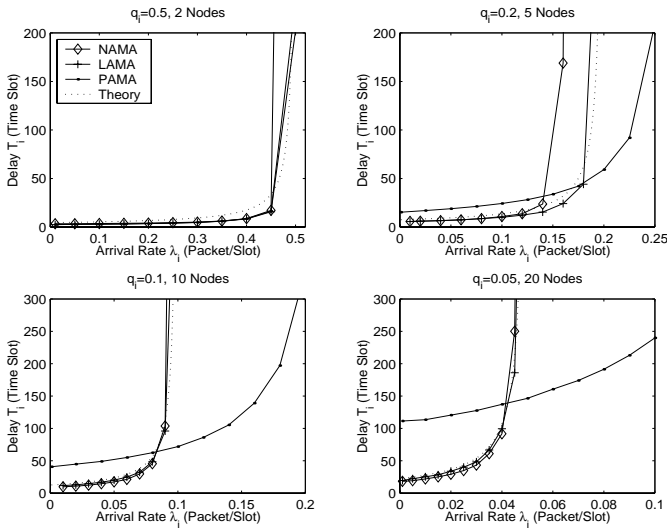 q_i=0.5, 2 Nodes
200
150
100
50
0
Delay T_i (Time Slot)
NAMA
LAMA
PAMA
Theory
0 0.1 0.2 0.3 0.4 0.5
Arrival Rate λ_i (Packet/Slot)
q_i=0.2, 5 Nodes
200
150
100
50
0
Delay T_i (Time Slot)
0 0.05 0.1 0.15 0.2 0.25
Arrival Rate λ_i (Packet/Slot)
q_i=0.1, 10 Nodes
300
250
200
150
100
50
0
Delay T_i (Time Slot)
0 0.05 0.1 0.15 0.2
Arrival Rate λ_i (Packet/Slot)
q_i=0.05, 20 Nodes
300
250
200
150
100
50
0
Delay T_i (Time Slot)
0 0.02 0.04 0.06 0.08 0.1
Arrival Rate λ_i (Packet/Slot)